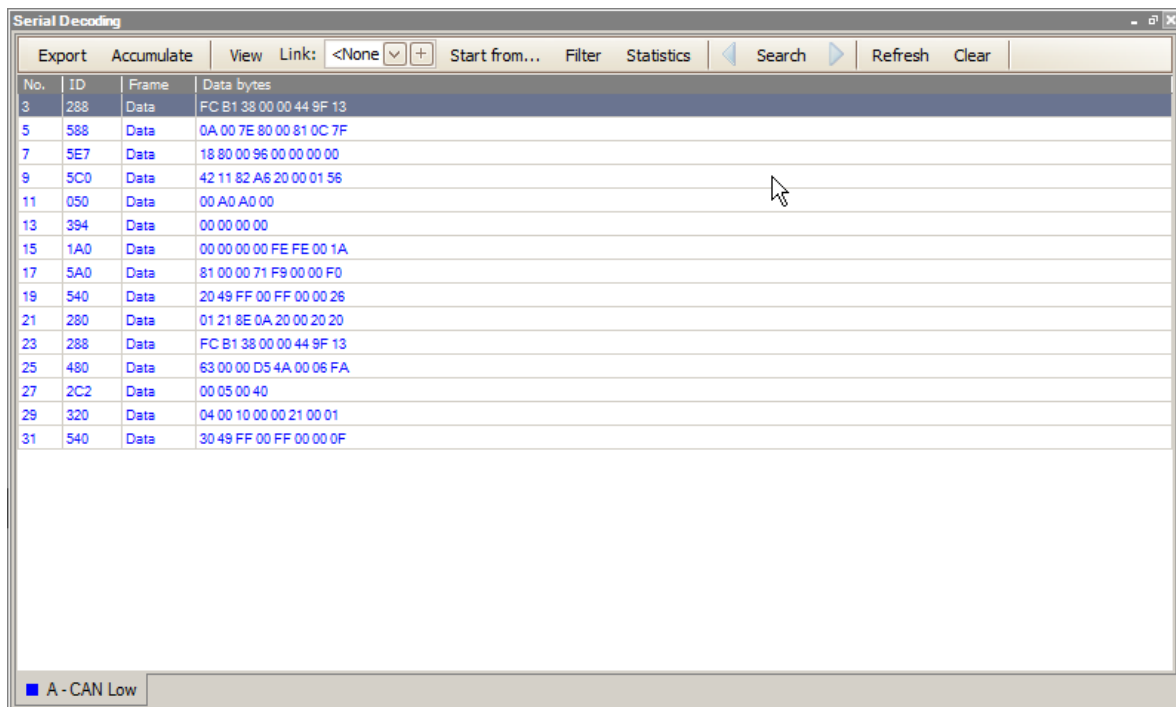 Serial Decoding
Export Accumulate View Link: <None Start from... Filter Statistics Search Refresh Clear
No. ID Frame Data bytes
3 288 Data FC B1 38 00 00 44 9F 13
5 588 Data 0A 00 7E 80 00 81 0C 7F
7 5E7 Data 18 80 00 96 00 00 00 00
9 5C0 Data 42 11 82 A6 20 00 01 56
11 050 Data 00 A0 A0 00
13 394 Data 00 00 00 00
15 1A0 Data 00 00 00 00 FE FE 00 1A
17 5A0 Data 81 00 00 71 F9 00 00 F0
19 540 Data 20 49 FF 00 FF 00 00 26
21 280 Data 01 21 8E 0A 20 00 20 20
23 288 Data FC B1 38 00 00 44 9F 13
25 480 Data 63 00 00 D5 4A 00 06 FA
27 2C2 Data 00 05 00 40
29 320 Data 04 00 10 00 00 21 00 01
31 540 Data 30 49 FF 00 FF 00 00 0F
A - CAN Low